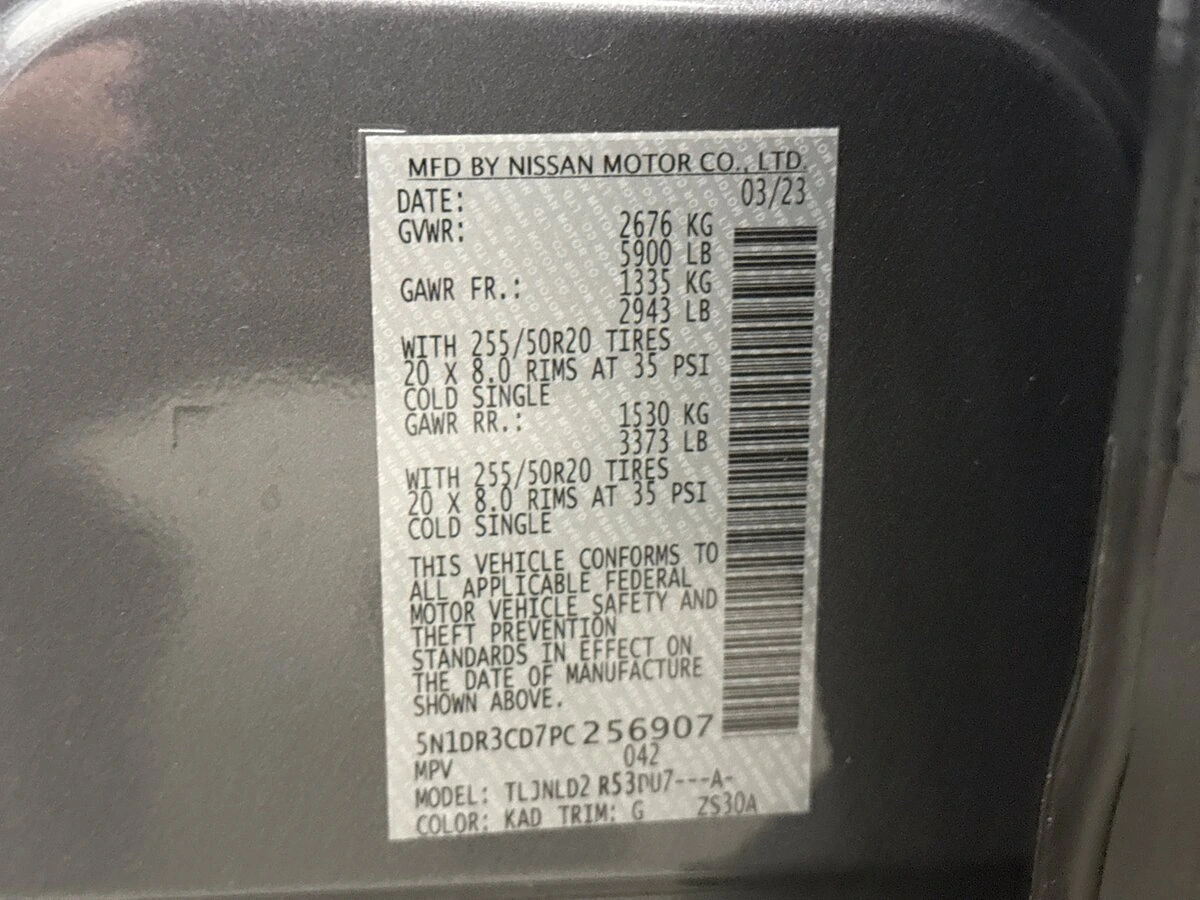 MFD BY NISSAN MOTOR CO., LTD.
DATE: 03/23
GVWR: 2676 KG
5900 LB
GAWR FR.: 1335 KG
2943 LB
WITH 255/50R20 TIRES
20 X 8.0 RIMS AT 35 PSI
COLD SINGLE
GAWR RR.: 1530 KG
3373 LB
WITH 255/50R20 TIRES
20 X 8.0 RIMS AT 35 PSI
COLD SINGLE
THIS VEHICLE CONFORMS TO
ALL APPLICABLE FEDERAL
MOTOR VEHICLE SAFETY AND
THEFT PREVENTION
STANDARDS IN EFFECT ON
THE DATE OF MANUFACTURE
SHOWN ABOVE.
5N1DR3CD7PC256907
MPV 042
MODEL: TLJNLD2 R53DU7---A-
COLOR: KAD TRIM: G ZS30A